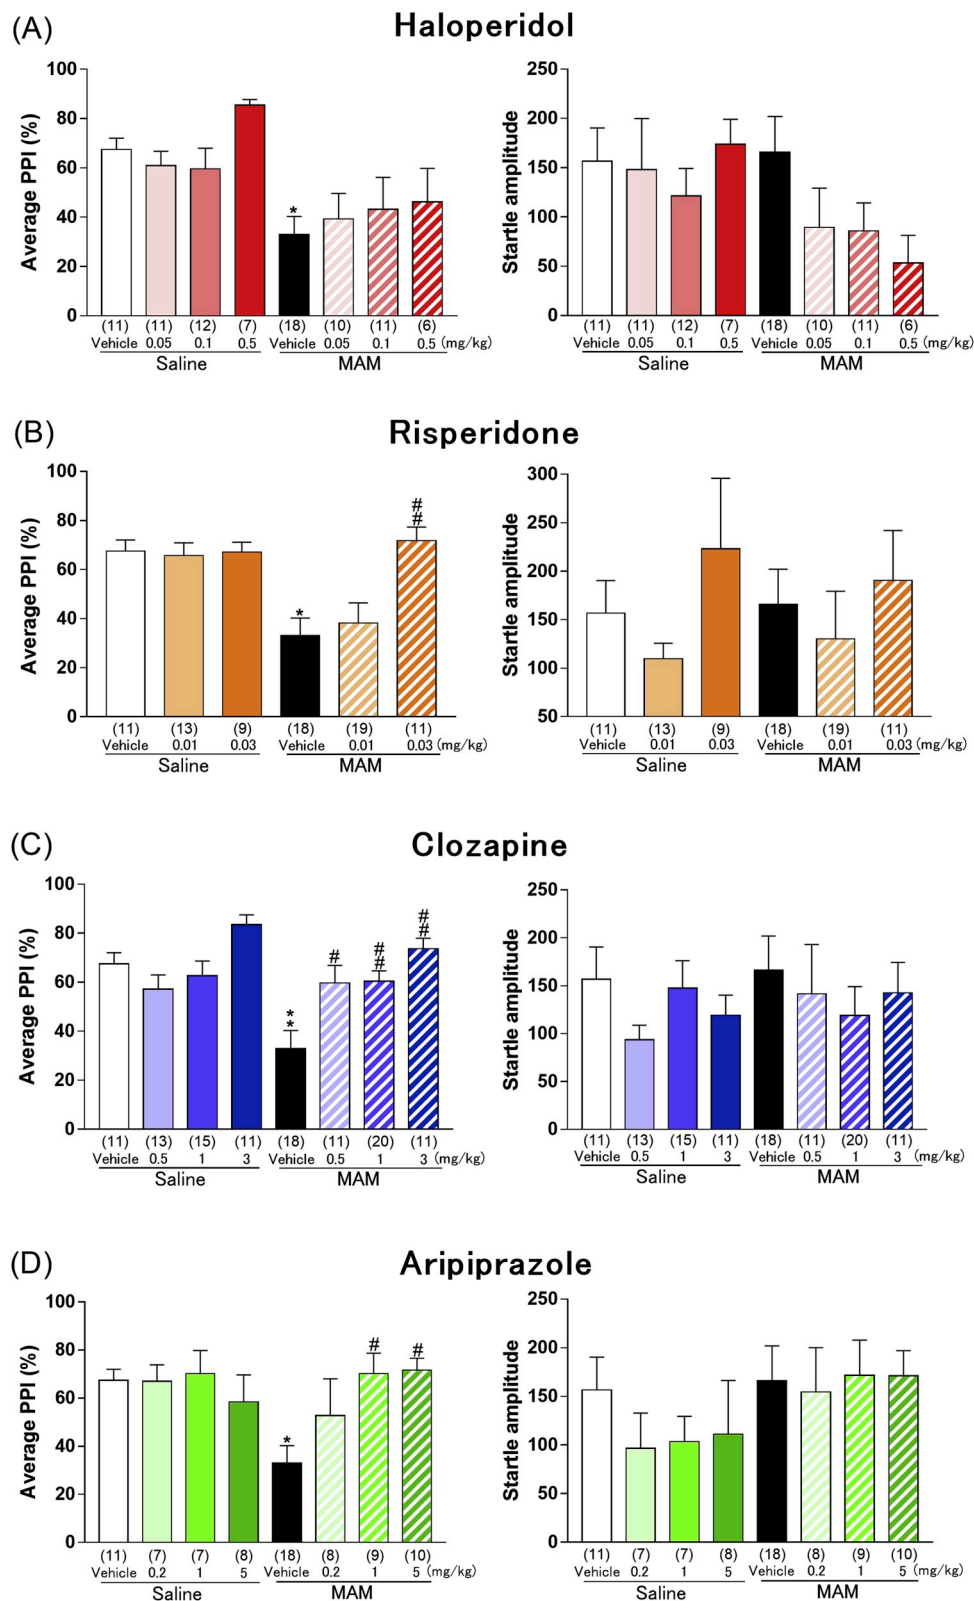 (A)
Haloperidol
Average PPI (%)
100
80
60
40
20
0
(11) (11) (12) (7) (18) (10) (11) (6)
Vehicle 0.05 0.1 0.5 Vehicle 0.05 0.1 0.5 (mg/kg)
Saline MAM
*
Startle amplitude
250
200
150
100
50
0
(11) (11) (12) (7) (18) (10) (11) (6)
Vehicle 0.05 0.1 0.5 Vehicle 0.05 0.1 0.5 (mg/kg)
Saline MAM
(B)
Risperidone
Average PPI (%)
100
80
60
40
20
0
*
#
#
(11) (13) (9) (18) (19) (11)
Vehicle 0.01 0.03 Vehicle 0.01 0.03 (mg/kg)
Saline MAM
Startle amplitude
300
250
200
150
100
50
(11) (13) (9) (18) (19) (11)
Vehicle 0.01 0.03 Vehicle 0.01 0.03 (mg/kg)
Saline MAM
(C)
Clozapine
Average PPI (%)
100
80
60
40
20
0
*
*
#
#
#
#
#
(11) (13) (15) (11) (18) (11) (20) (11)
Vehicle 0.5 1 3 Vehicle 0.5 1 3 (mg/kg)
Saline MAM
Startle amplitude
250
200
150
100
50
0
(11) (13) (15) (11) (18) (11) (20) (11)
Vehicle 0.5 1 3 Vehicle 0.5 1 3 (mg/kg)
Saline MAM
(D)
Aripiprazole
Average PPI (%)
100
80
60
40
20
0
*
# #
(11) (7) (7) (8) (18) (8) (9) (10)
Vehicle 0.2 1 5 Vehicle 0.2 1 5 (mg/kg)
Saline MAM
Startle amplitude
250
200
150
100
50
0
(11) (7) (7) (8) (18) (8) (9) (10)
Vehicle 0.2 1 5 Vehicle 0.2 1 5 (mg/kg)
Saline MAM